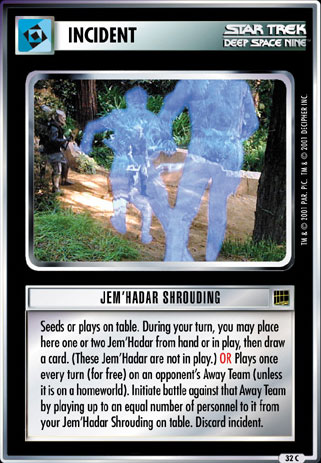 INCIDENT
STAR TREK
DEEP SPACE NINE
TM & © 2001 PAR. PIC. TM & © 2001 DECIPHER INC.
JEM'HADAR SHROUDING
Seeds or plays on table. During your turn, you may place
here one or two Jem'Hadar from hand or in play, then draw
a card. (These Jem'Hadar are not in play.) OR Plays once
every turn (for free) on an opponent's Away Team (unless
it is on a homeworld). Initiate battle against that Away Team
by playing up to an equal number of personnel to it from
your Jem'Hadar Shrouding on table. Discard incident.
32 C